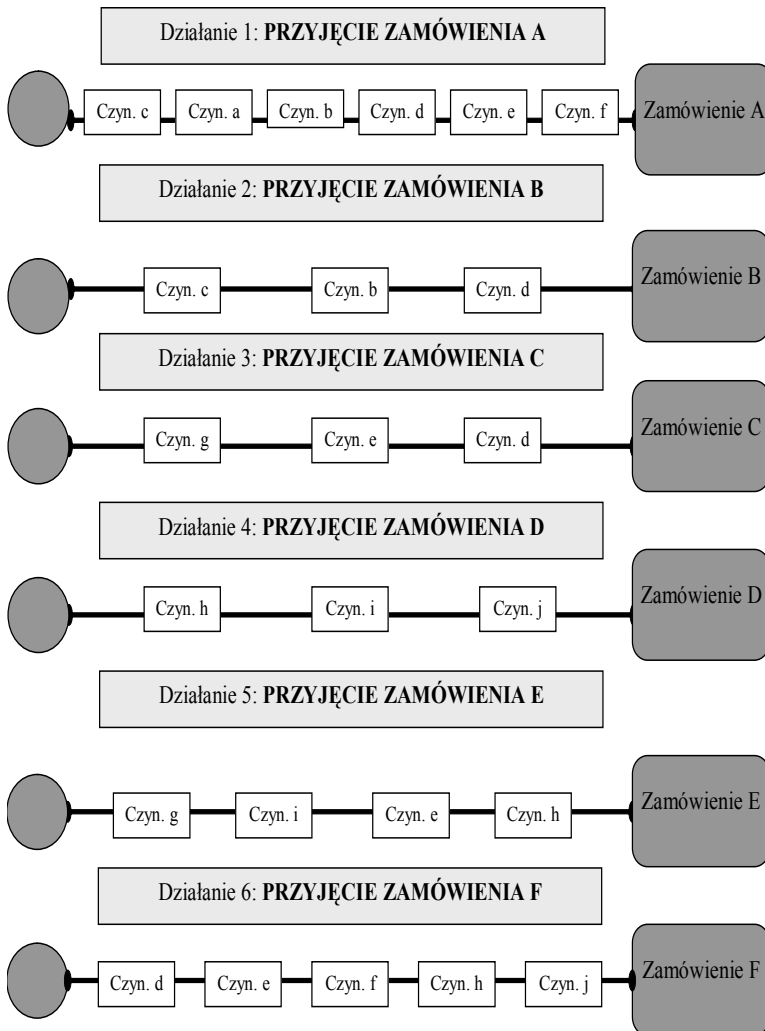 Działanie 1: PRZYJĘCIE ZAMÓWIENIA A
Czyn. c Czyn. a Czyn. b Czyn. d Czyn. e Czyn. f Zamówienie A
Działanie 2: PRZYJĘCIE ZAMÓWIENIA B
Czyn. c Czyn. b Czyn. d Zamówienie B
Działanie 3: PRZYJĘCIE ZAMÓWIENIA C
Czyn. g Czyn. e Czyn. d Zamówienie C
Działanie 4: PRZYJĘCIE ZAMÓWIENIA D
Czyn. h Czyn. i Czyn. j Zamówienie D
Działanie 5: PRZYJĘCIE ZAMÓWIENIA E
Czyn. g Czyn. i Czyn. e Czyn. h Zamówienie E
Działanie 6: PRZYJĘCIE ZAMÓWIENIA F
Czyn. d Czyn. e Czyn. f Czyn. h Czyn. j Zamówienie F